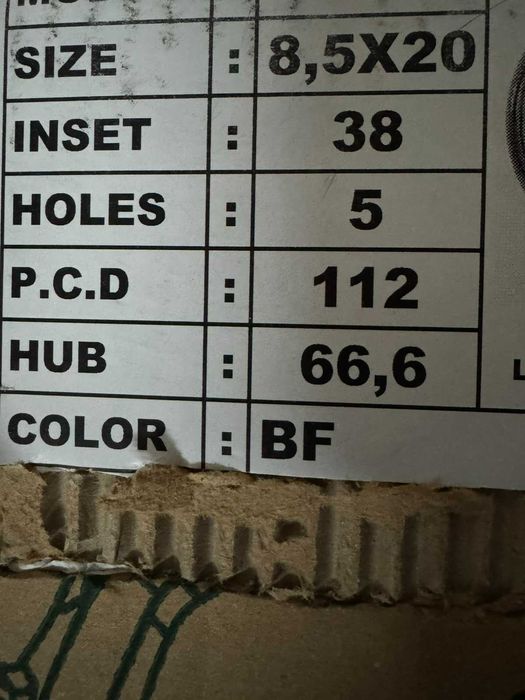 SIZE : 8,5X20
INSET : 38
HOLES : 5
P.C.D : 112
HUB : 66,6
COLOR : BF